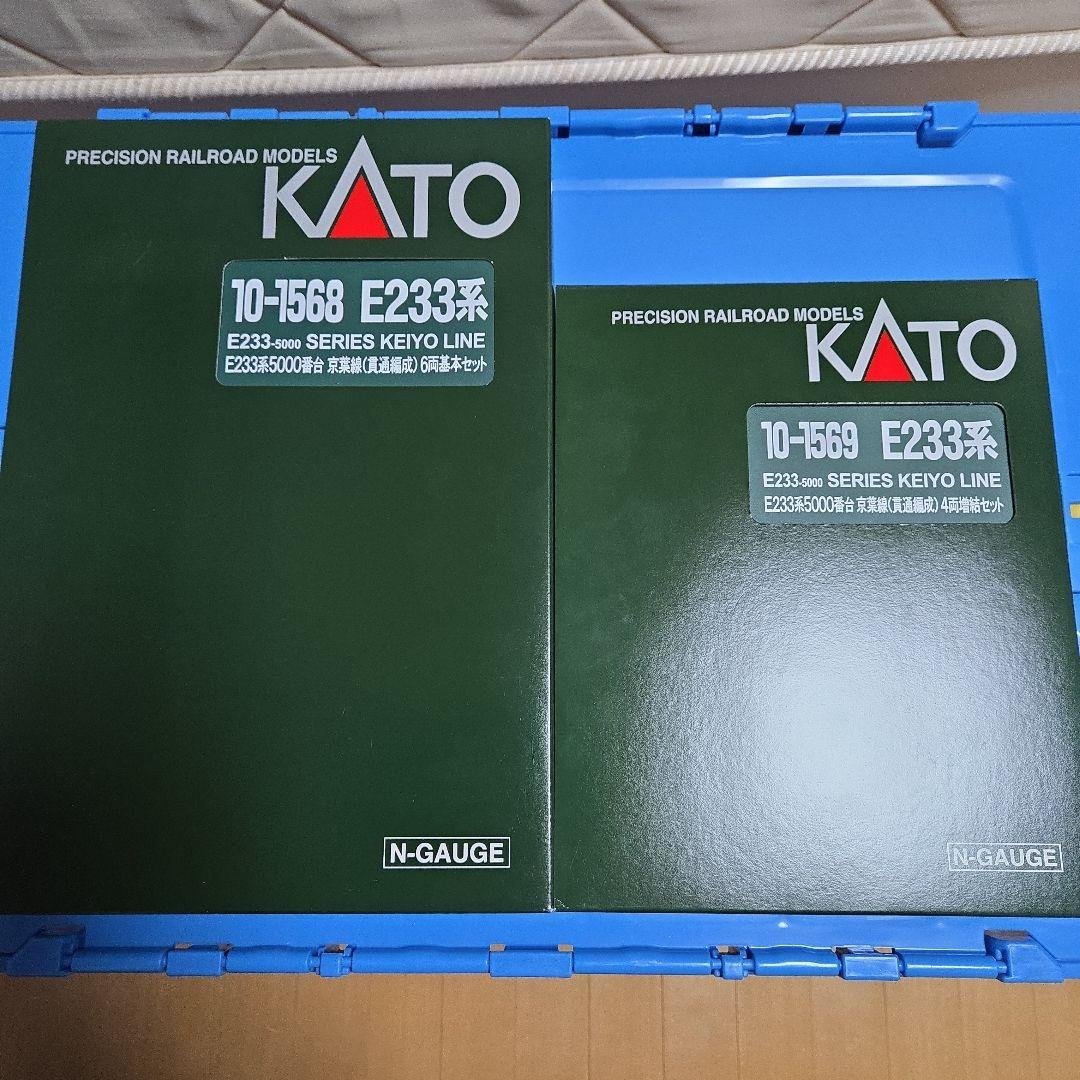 PRECISION RAILROAD MODELS
KATO
10-1568 E233系
E233-5000 SERIES KEIYO LINE
E233系5000番台 京葉線(貫通編成) 6両基本セット
N-GAUGE
PRECISION RAILROAD MODELS
KATO
10-1569 E233系
E233-5000 SERIES KEIYO LINE
E233系5000番台 京葉線(貫通編成) 4両増結セット
N-GAUGE